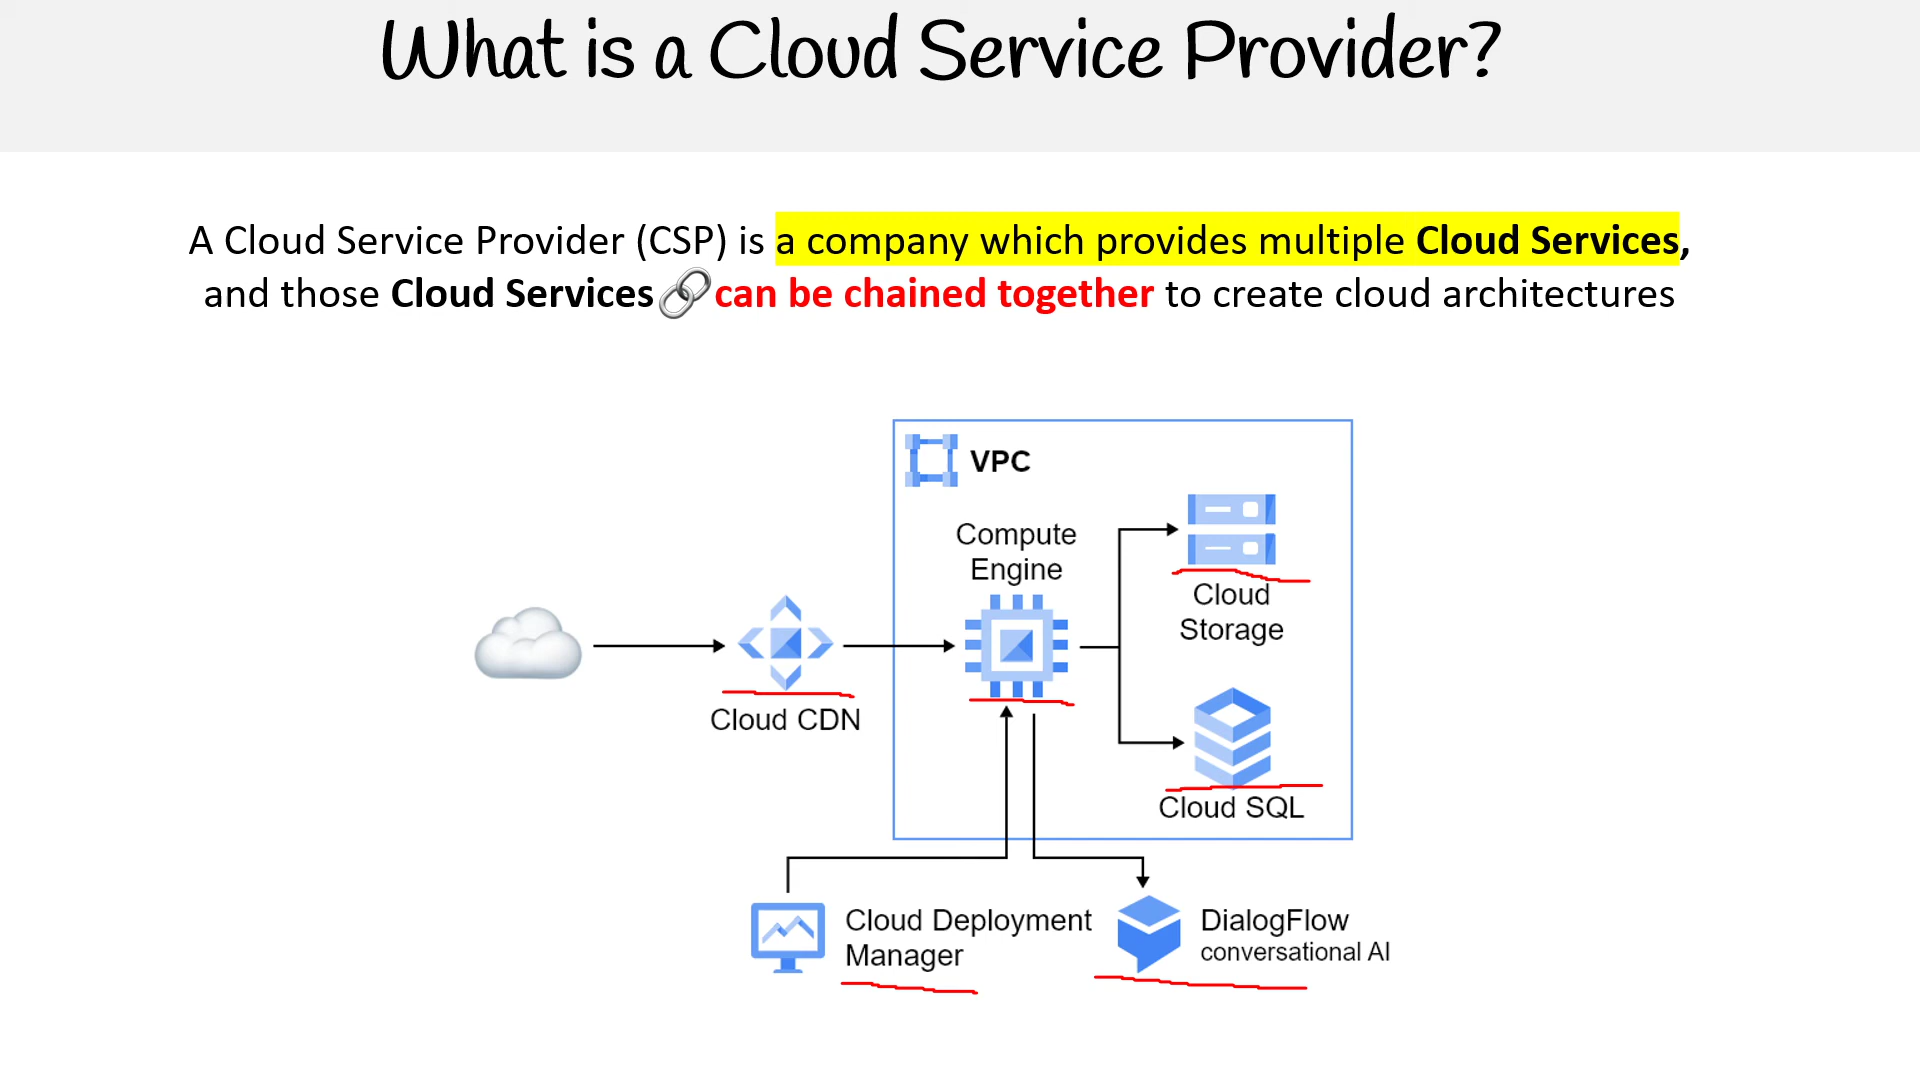 What is a Cloud Service Provider?
A Cloud Service Provider (CSP) is a company which provides multiple Cloud Services,
and those Cloud Services can be chained together to create cloud architectures
VPC
Compute
Engine
Cloud
Storage
Cloud CDN
Cloud SQL
Cloud Deployment
Manager
DialogFlow
conversational AI